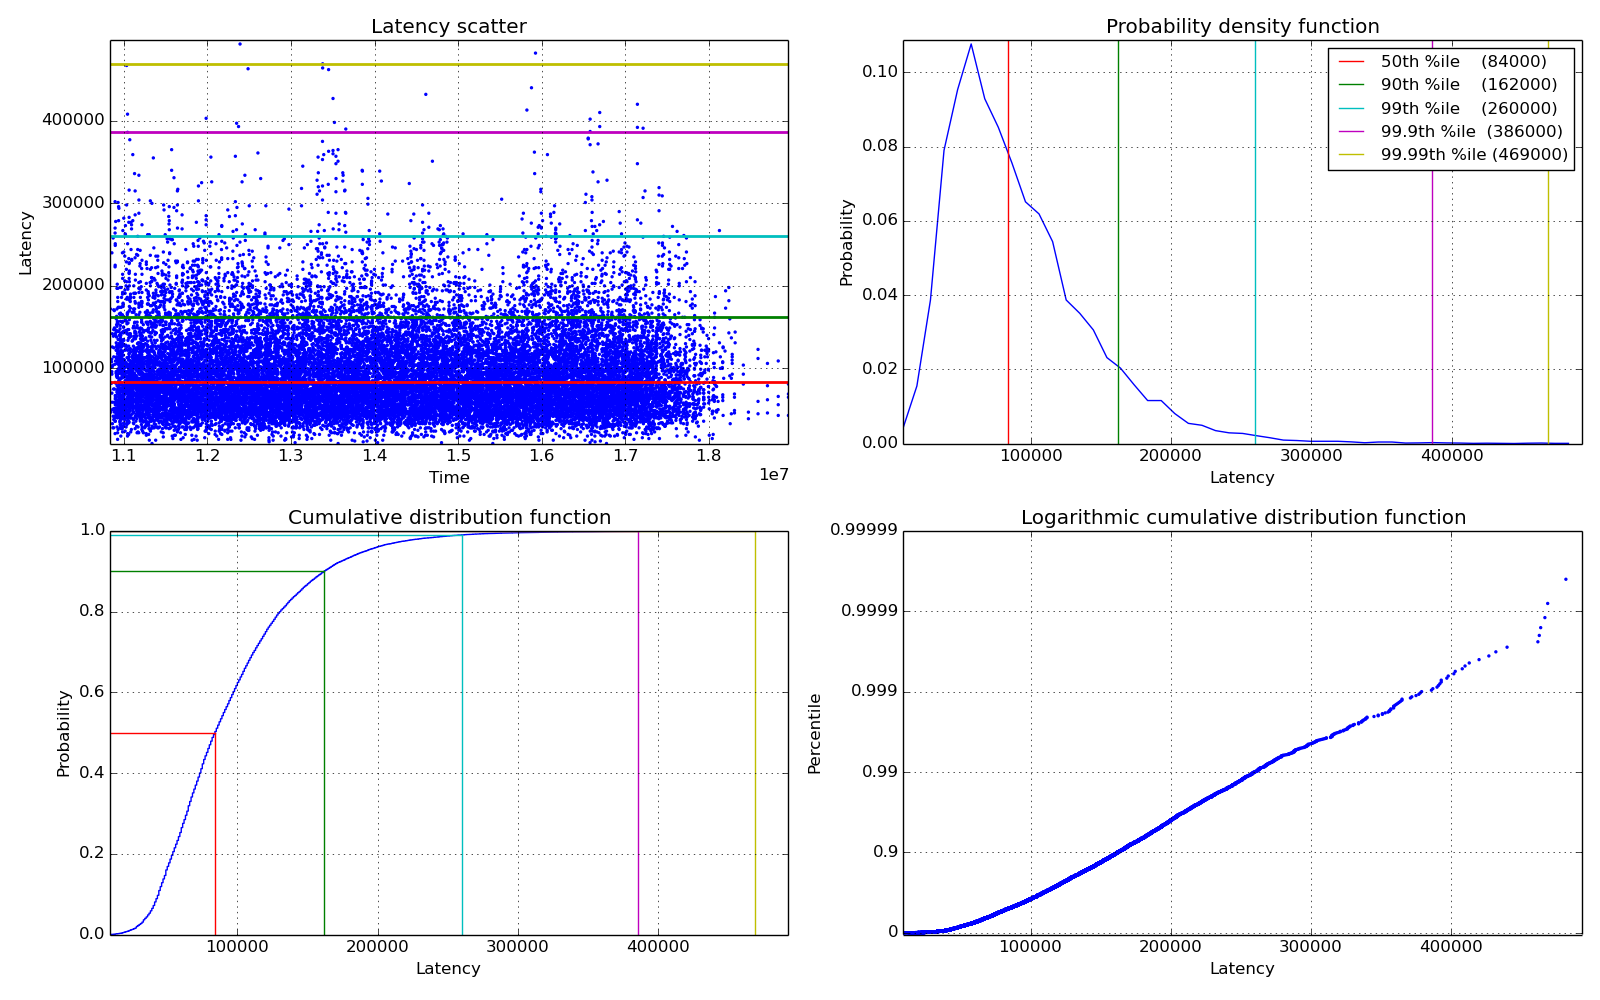 Latency scatter
400000
300000
200000
100000
Latency
1.1 1.2 1.3 1.4 1.5 1.6 1.7 1.8
1e7
Time
Probability density function
0.10
0.08
0.06
0.04
0.02
0.00
Probability
50th %ile (84000)
90th %ile (162000)
99th %ile (260000)
99.9th %ile (386000)
99.99th %ile (469000)
100000 200000 300000 400000
Latency
Cumulative distribution function
1.0
0.8
0.6
0.4
0.2
0.0
Probability
100000 200000 300000 400000
Latency
Logarithmic cumulative distribution function
0.99999
0.9999
0.999
0.99
0.9
0
Percentile
100000 200000 300000 400000
Latency